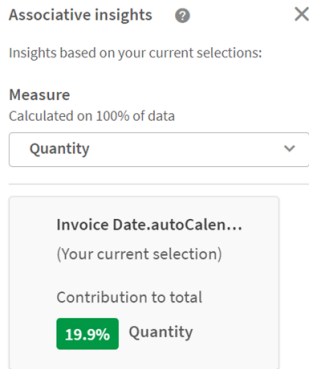 Associative insights
Insights based on your current selections:
Measure
Calculated on 100% of data
Quantity
Invoice Date.autoCalen...
(Your current selection)
Contribution to total
19.9% Quantity